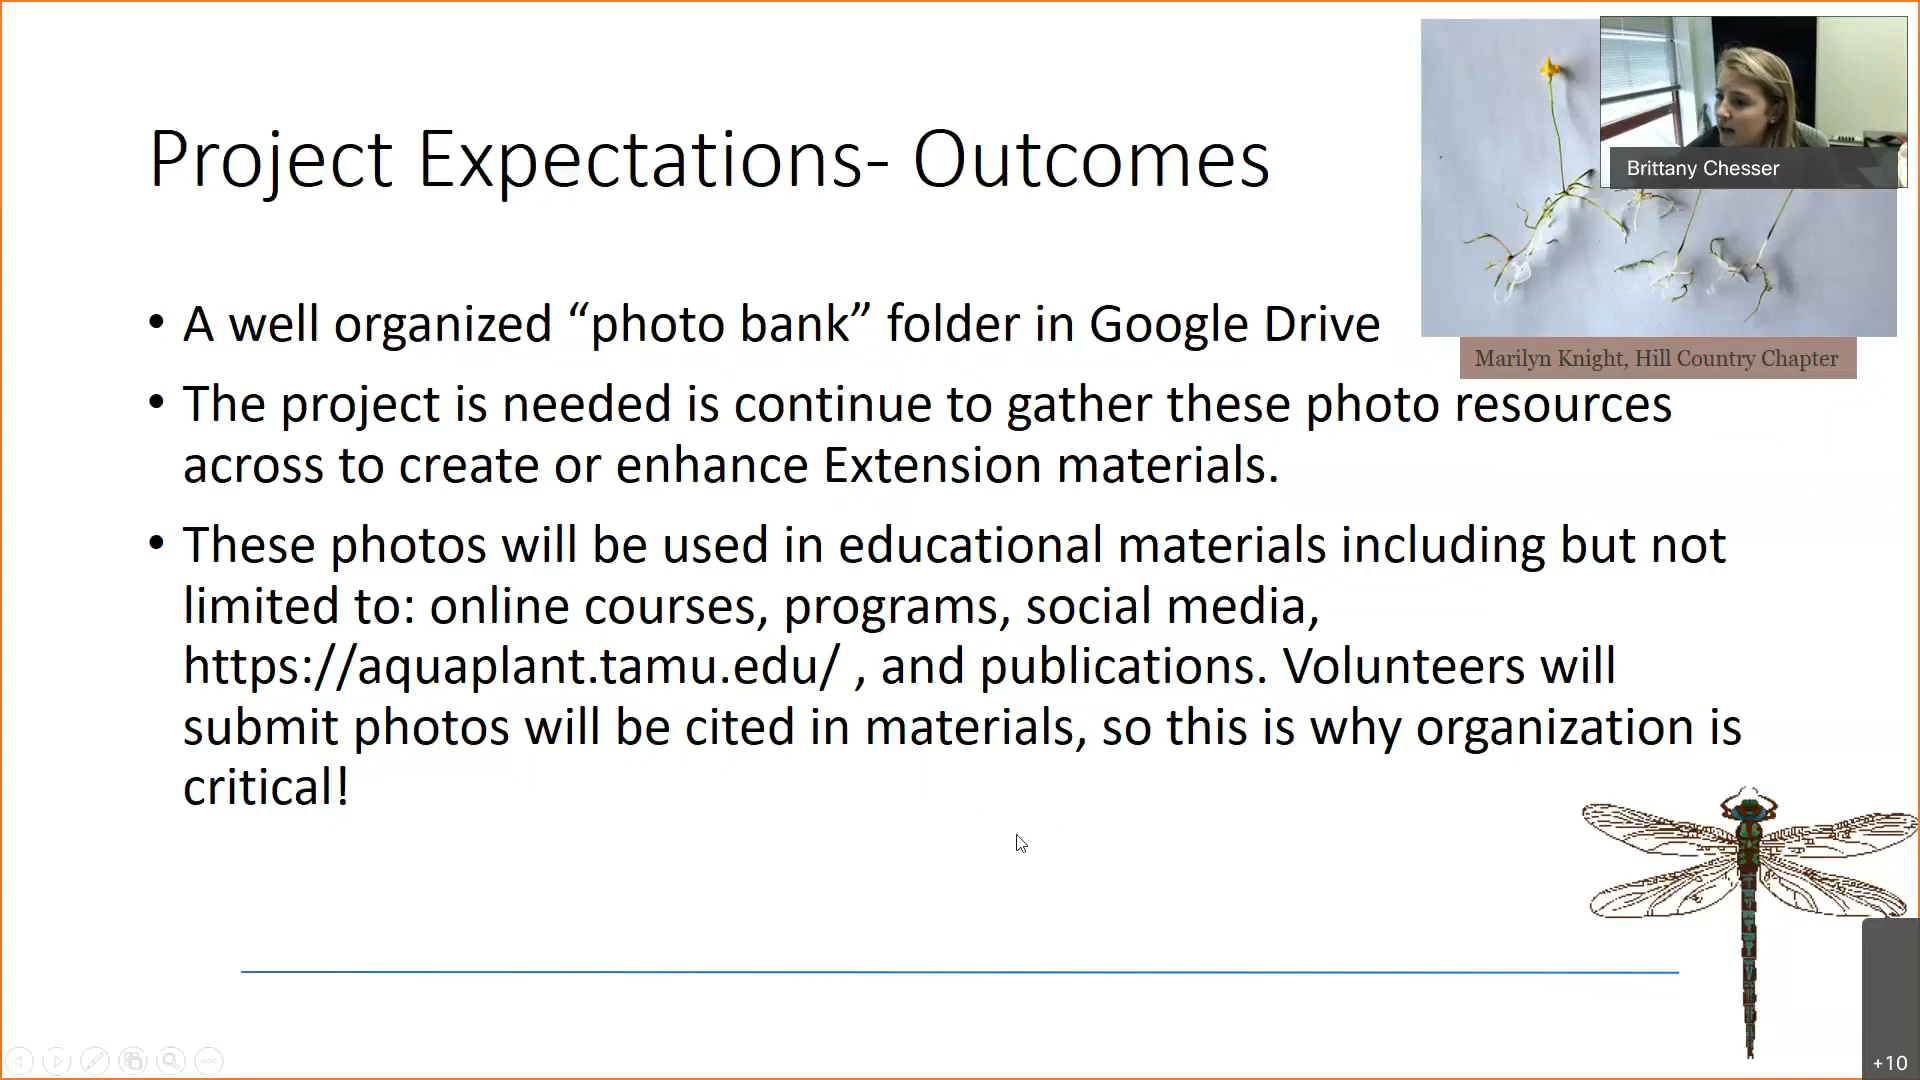 Project Expectations- Outcomes
Brittany Chesser
Marilyn Knight, Hill Country Chapter
• A well organized “photo bank” folder in Google Drive
• The project is needed is continue to gather these photo resources
across to create or enhance Extension materials.
• These photos will be used in educational materials including but not
limited to: online courses, programs, social media,
https://aquaplant.tamu.edu/ , and publications. Volunteers will
submit photos will be cited in materials, so this is why organization is
critical!
+10